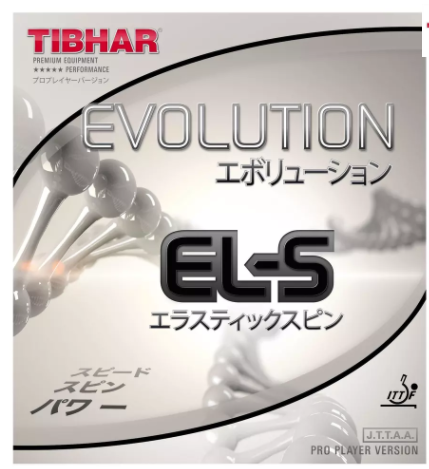 TIBHAR
PREMIUM EQUIPMENT
★★★★★ PERFORMANCE
プロプレイヤーバージョン
EVOLUTION
エボリューション
EL-S
エラスティックスピン
スピード
スピン
パワー
ITTF
J.T.T.A.A.
PRO PLAYER VERSION